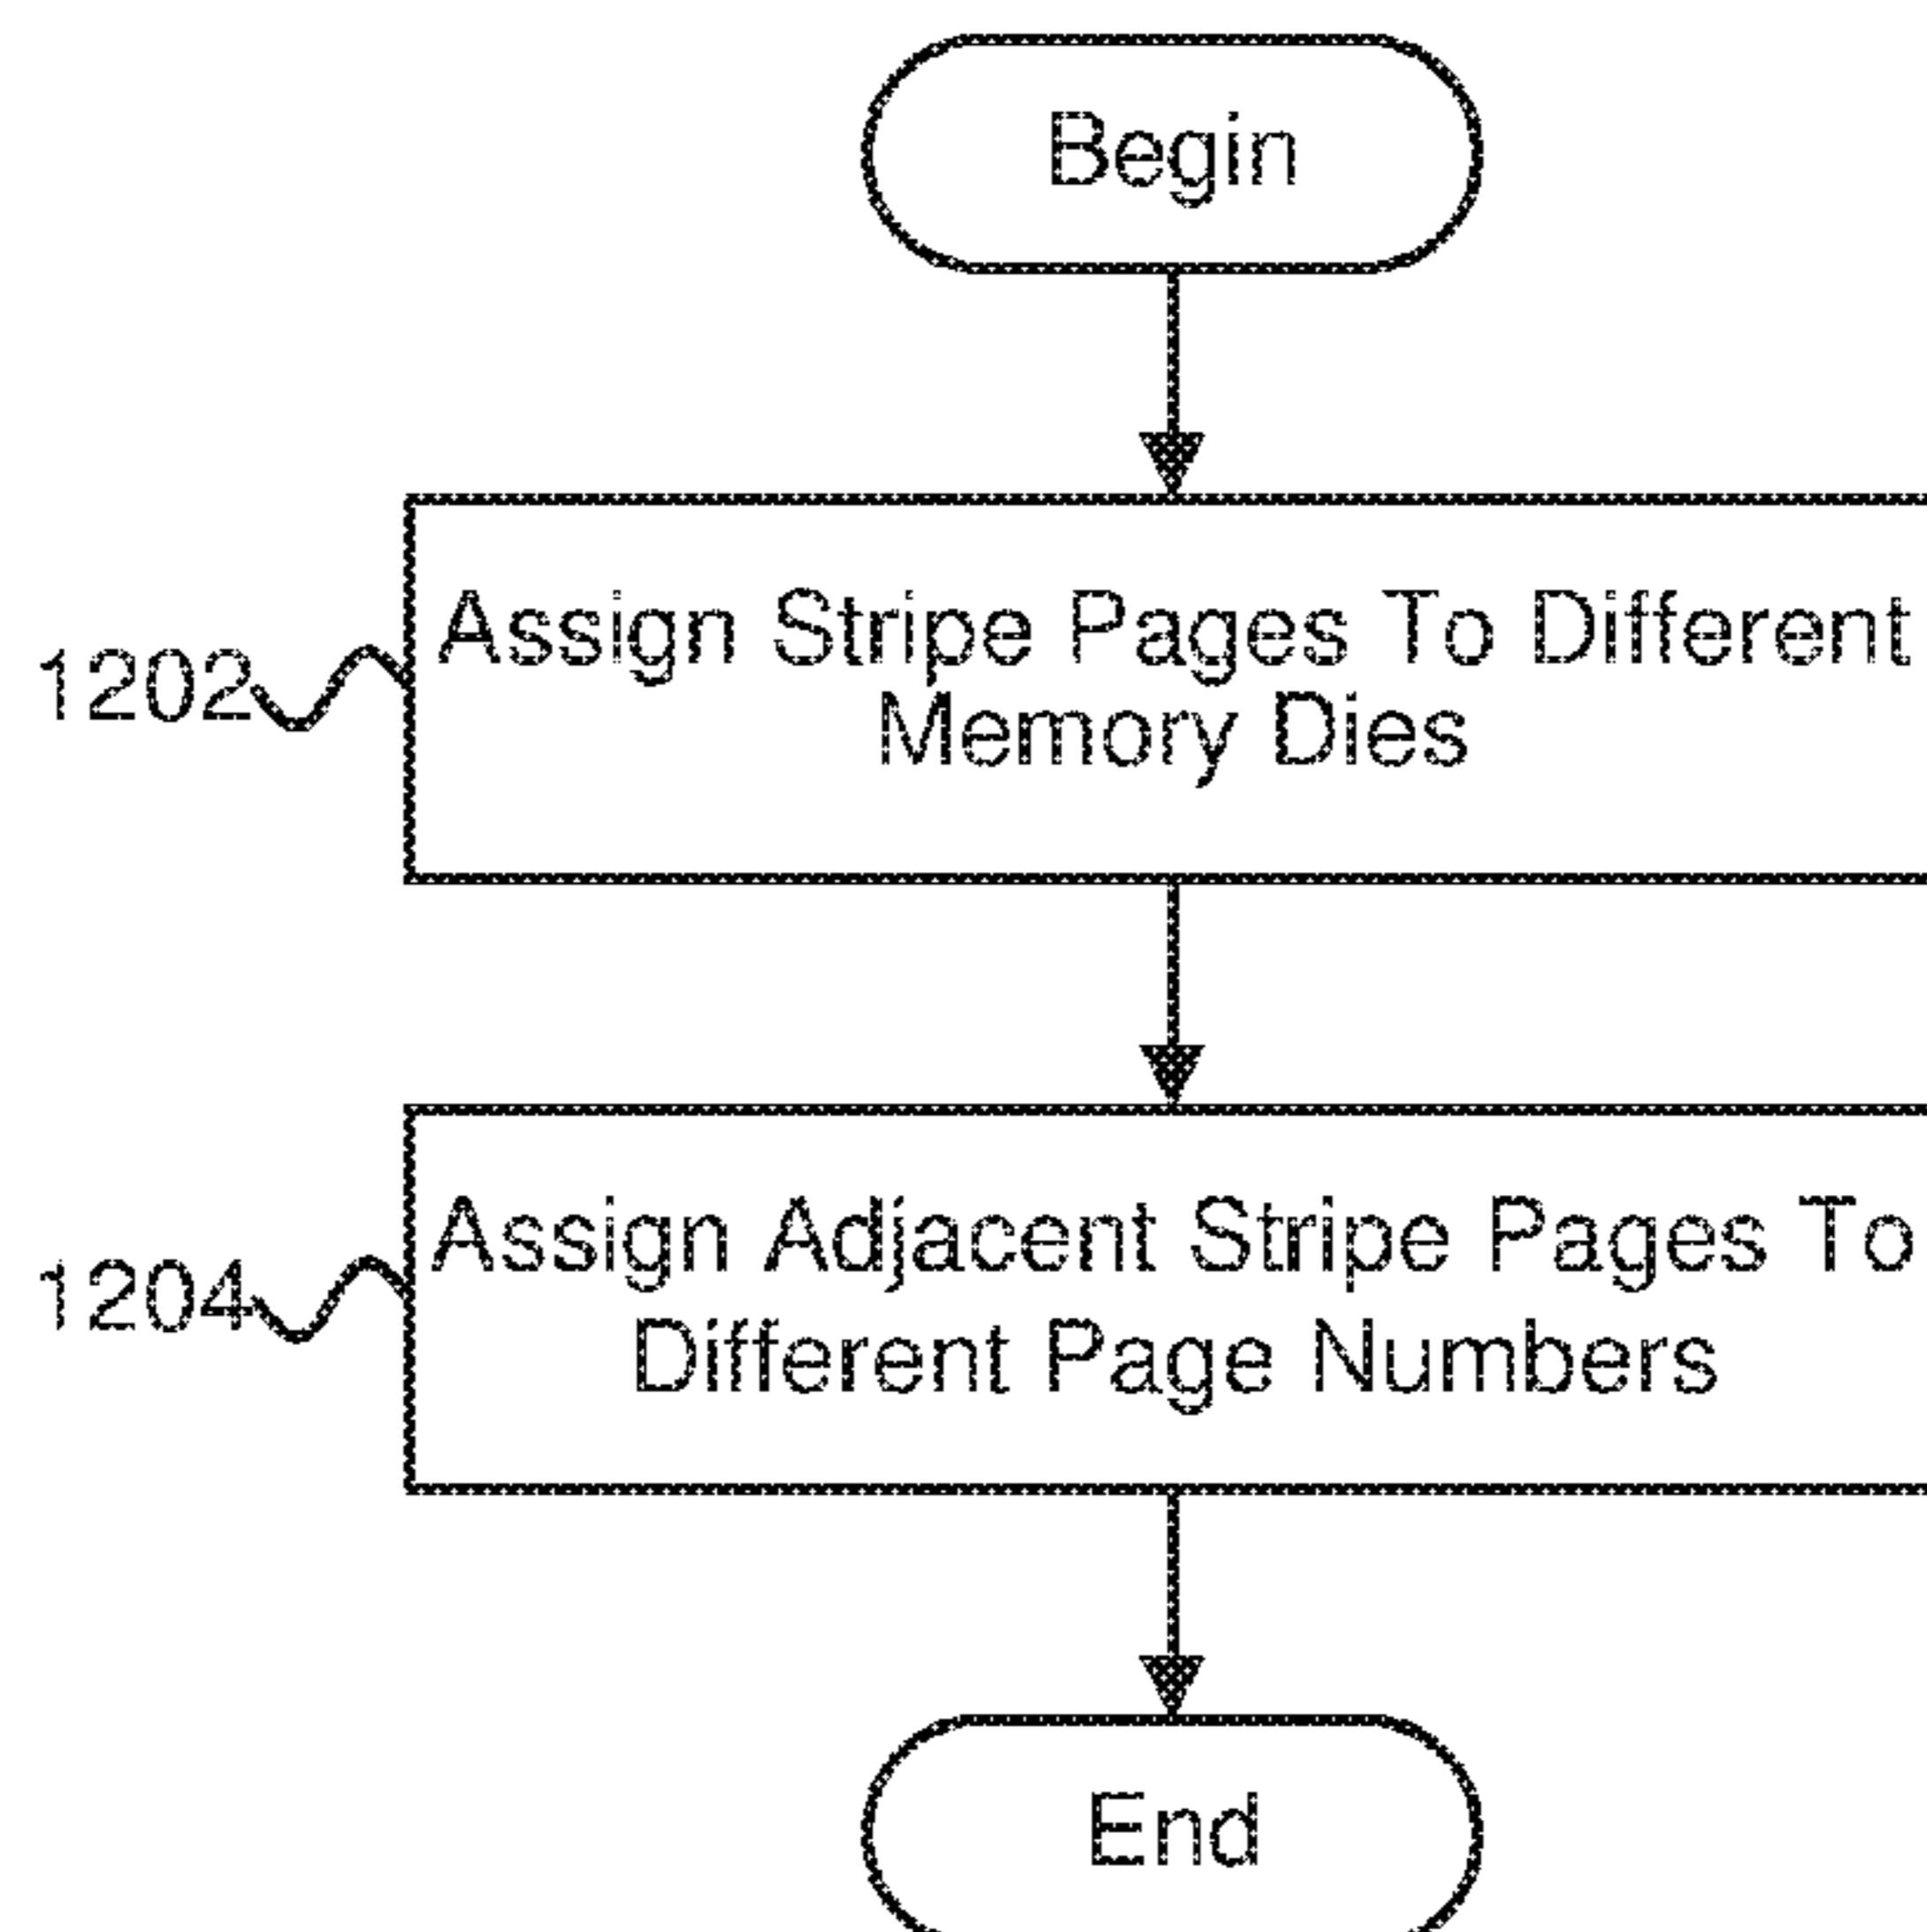 Begin
Assign Stripe Pages To Different
1202
Memory Dies
Assign Adjacent Stripe Pages To
1204
Different Page Numbers
End